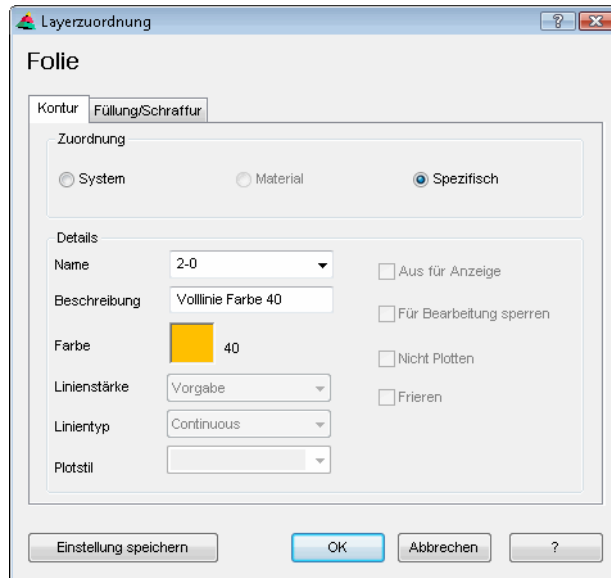 Layerzuordnung
Folie
Kontur Füllung/Schraffur
Zuordnung
System Material Spezifisch
Details
Name 2-0 Aus für Anzeige
Beschreibung Volllinie Farbe 40 Für Bearbeitung sperren
Farbe 40 Nicht Plotten
Linienstärke Vorgabe Frieren
Linientyp Continuous
Plotstil
Einstellung speichern OK Abbrechen ?